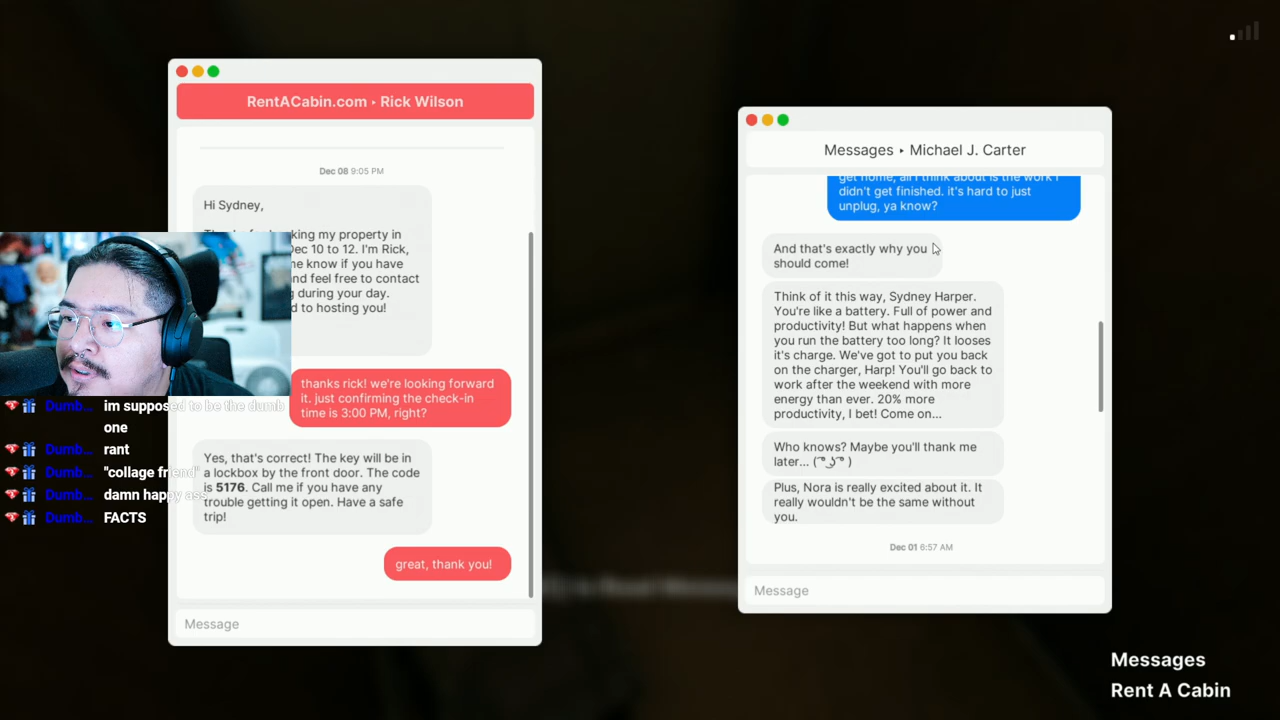 RentACabin.com ▸ Rick Wilson
Dec 08 9:05 PM
Hi Sydney,
king my property in
Dec 10 to 12. I'm Rick,
me know if you have
and feel free to contact
during your day.
d to hosting you!
thanks rick! we're looking forward
it. just confirming the check-in
time is 3:00 PM, right?
Yes, that's correct! The key will be in
a lockbox by the front door. The code
is 5176. Call me if you have any
trouble getting it open. Have a safe
trip!
great, thank you!
Message
Dumb... im supposed to be the dumb
one
Dumb... rant
Dumb... "collage friend"
Dumb... damn happy ass
Dumb... FACTS
Messages ▸ Michael J. Carter
get home, all i think about is the work i
didn't get finished. it's hard to just
unplug, ya know?
And that's exactly why you
should come!
Think of it this way, Sydney Harper.
You're like a battery. Full of power and
productivity! But what happens when
you run the battery too long? It looses
it's charge. We've got to put you back
on the charger, Harp! You'll go back to
work after the weekend with more
energy than ever. 20% more
productivity, I bet! Come on...
Who knows? Maybe you'll thank me
later... ( ͡° ͜ʖ ͡° )
Plus, Nora is really excited about it. It
really wouldn't be the same without
you.
Dec 01 6:57 AM
Message
Messages
Rent A Cabin